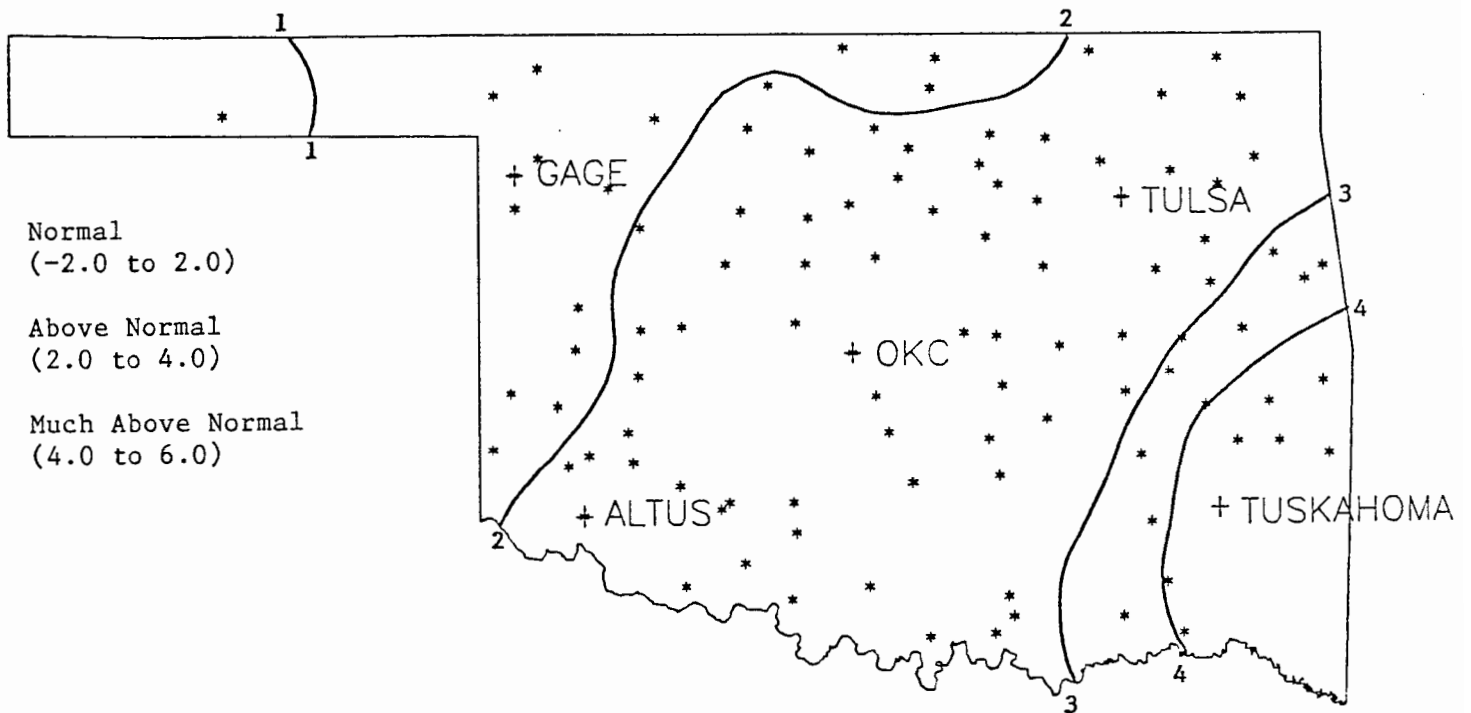 1
2
1
GAGE
TULSA
3
Normal
(-2.0 to 2.0)
4
Above Normal
(2.0 to 4.0)
OKC
Much Above Normal
(4.0 to 6.0)
ALTUS
TUSKAHOMA
2
4
3